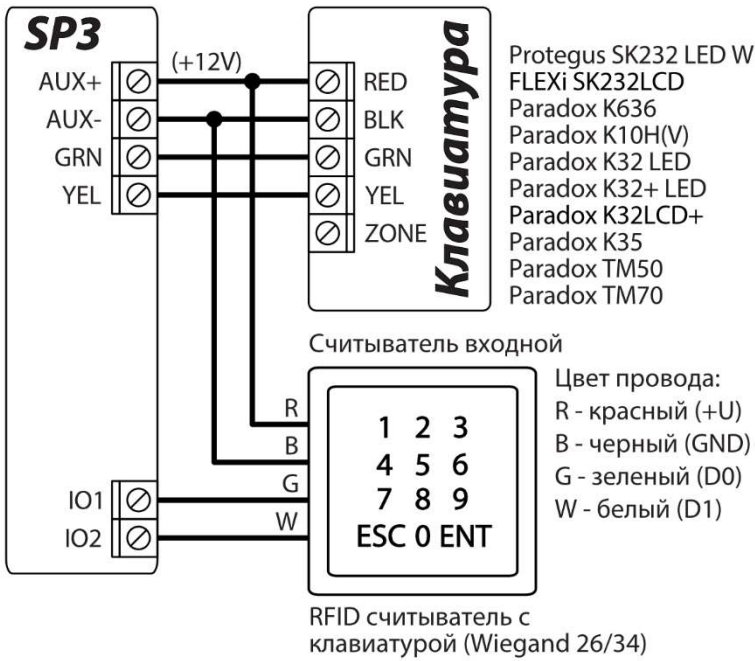 SP3
(+12V)
AUX+
AUX-
GRN
YEL
RED
BLK
GRN
YEL
ZONE
Клавиатура
Protegus SK232 LED W
FLEXi SK232LCD
Paradox K636
Paradox K10H(V)
Paradox K32 LED
Paradox K32+ LED
Paradox K32LCD+
Paradox K35
Paradox TM50
Paradox TM70
Считыватель входной
R
B
G
W
IO1
IO2
1 2 3
4 5 6
7 8 9
ESC 0 ENT
Цвет провода:
R - красный (+U)
B - черный (GND)
G - зеленый (D0)
W - белый (D1)
RFID считыватель с
клавиатурой (Wiegand 26/34)